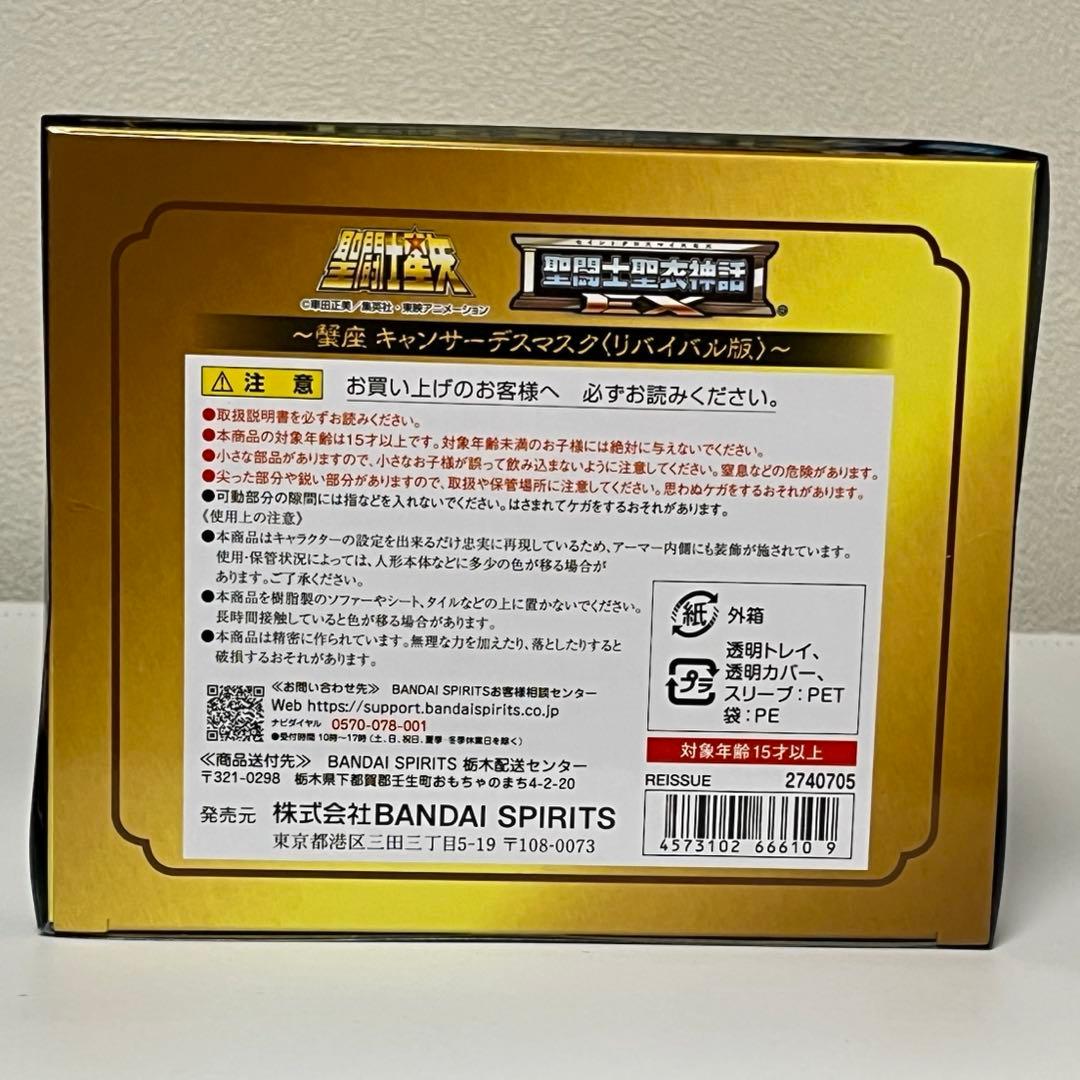 聖闘士星矢
セイントクロスマイスEX
聖闘士聖衣神話
EX
®
©車田正美／集英社・東映アニメーション
～蟹座 キャンサーデスマスク〈リバイバル版〉～
⚠注 意 お買い上げのお客様へ 必ずお読みください。
●取扱説明書を必ずお読みください。
●本商品の対象年齢は15才以上です。対象年齢未満のお子様には絶対に与えないでください。
●小さな部品がありますので、小さなお子様が誤って飲み込まないように注意してください。窒息などの危険があります。
●尖った部分や鋭い部分がありますので、取扱や保管場所に注意してください。思わぬケガをするおそれがあります。
●可動部分の隙間には指などを入れないでください。はさまれてケガをするおそれがあります。
《使用上の注意》
●本商品はキャラクターの設定を出来るだけ忠実に再現しているため、アーマー内側にも装飾が施されています。
使用・保管状況によっては、人形本体などに多少の色が移る場合が
あります。ご了承ください。
●本商品を樹脂製のソファーやシート、タイルなどの上に置かないでください。
長時間接触していると色が移る場合があります。
●本商品は精密に作られています。無理な力を加えたり、落としたりすると
破損するおそれがあります。
紙 外箱
プラ 透明トレイ、
透明カバー、
スリーブ：PET
袋：PE
≪お問い合わせ先≫ BANDAI SPIRITSお客様相談センター
Web https://support.bandaispirits.co.jp
ナビダイヤル 0570-078-001
●受付時間 10時～17時（土、日、祝日、夏季・冬季休業日を除く）
≪商品送付先≫ BANDAI SPIRITS 栃木配送センター
〒321-0298 栃木県下都賀郡壬生町おもちゃのまち4-2-20
発売元 株式会社BANDAI SPIRITS
東京都港区三田三丁目5-19 〒108-0073
対象年齢15才以上
REISSUE 2740705
4573102 666109